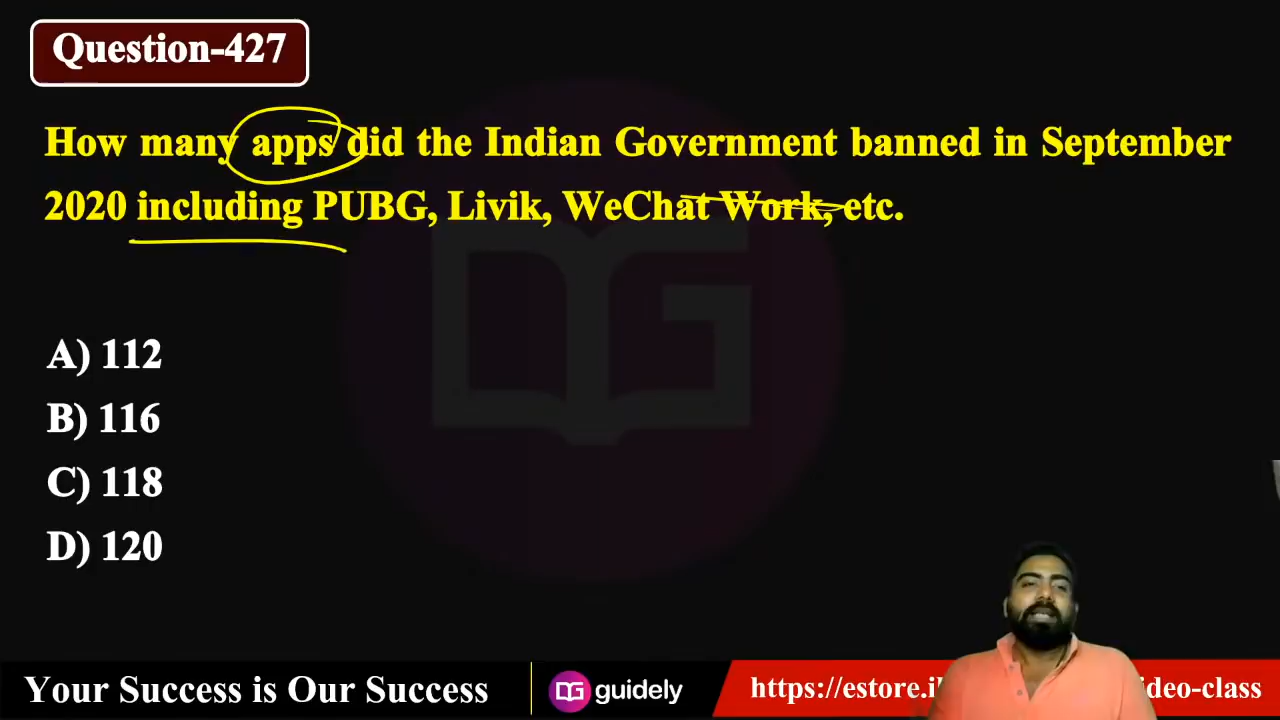 Question-427
How many apps did the Indian Government banned in September
2020 including PUBG, Livik, WeChat Work, etc.
A) 112
B) 116
C) 118
D) 120
Your Success is Our Success
guidely
https://estore.i
ideo-class